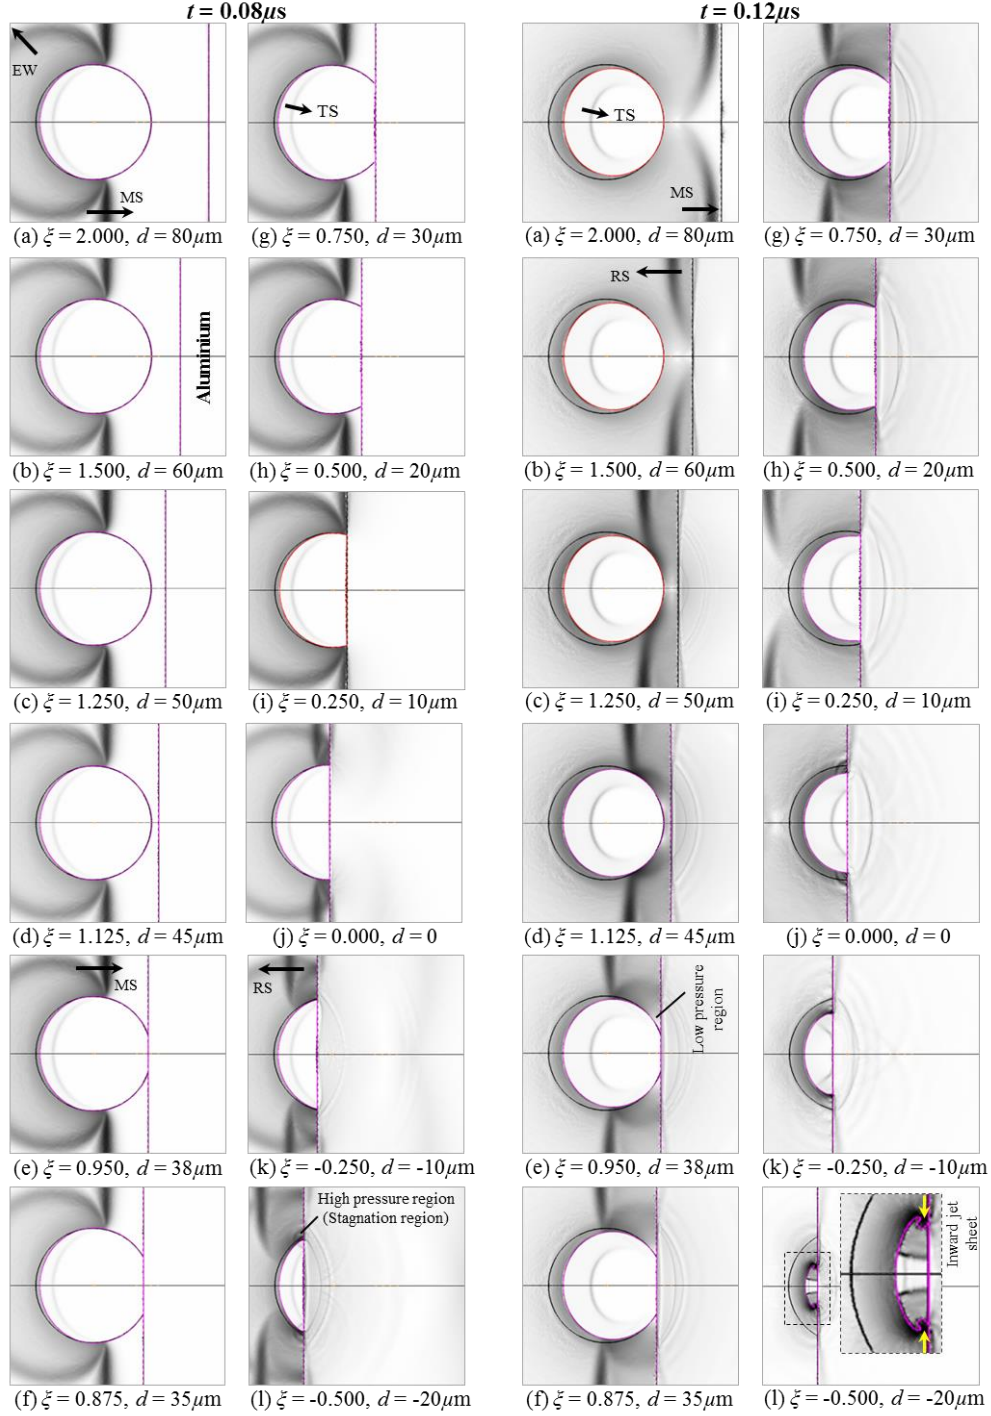 t = 0.08µs
t = 0.12µs
EW
MS
TS
TS
MS
(a) ξ = 2.000, d = 80µm
(g) ξ = 0.750, d = 30µm
(a) ξ = 2.000, d = 80µm
(g) ξ = 0.750, d = 30µm
Aluminium
RS
(b) ξ = 1.500, d = 60µm
(h) ξ = 0.500, d = 20µm
(b) ξ = 1.500, d = 60µm
(h) ξ = 0.500, d = 20µm
(c) ξ = 1.250, d = 50µm
(i) ξ = 0.250, d = 10µm
(c) ξ = 1.250, d = 50µm
(i) ξ = 0.250, d = 10µm
(d) ξ = 1.125, d = 45µm
(j) ξ = 0.000, d = 0
(d) ξ = 1.125, d = 45µm
(j) ξ = 0.000, d = 0
MS
RS
Low pressure
region
(e) ξ = 0.950, d = 38µm
(k) ξ = -0.250, d = -10µm
(e) ξ = 0.950, d = 38µm
(k) ξ = -0.250, d = -10µm
High pressure region
(Stagnation region)
Inward jet
sheet
(f) ξ = 0.875, d = 35µm
(l) ξ = -0.500, d = -20µm
(f) ξ = 0.875, d = 35µm
(l) ξ = -0.500, d = -20µm